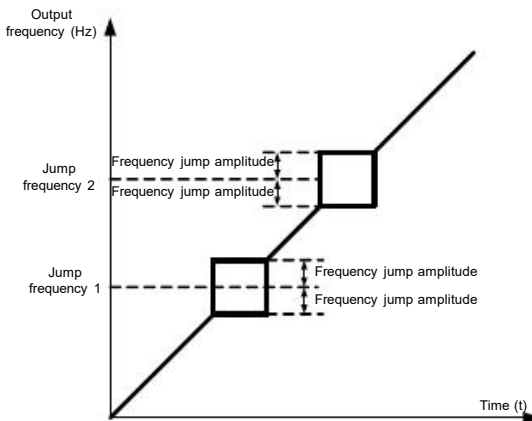 Output
frequency (Hz)
Frequency jump amplitude
Jump
frequency 2
Frequency jump amplitude
Jump
frequency 1
Frequency jump amplitude
Frequency jump amplitude
Time (t)